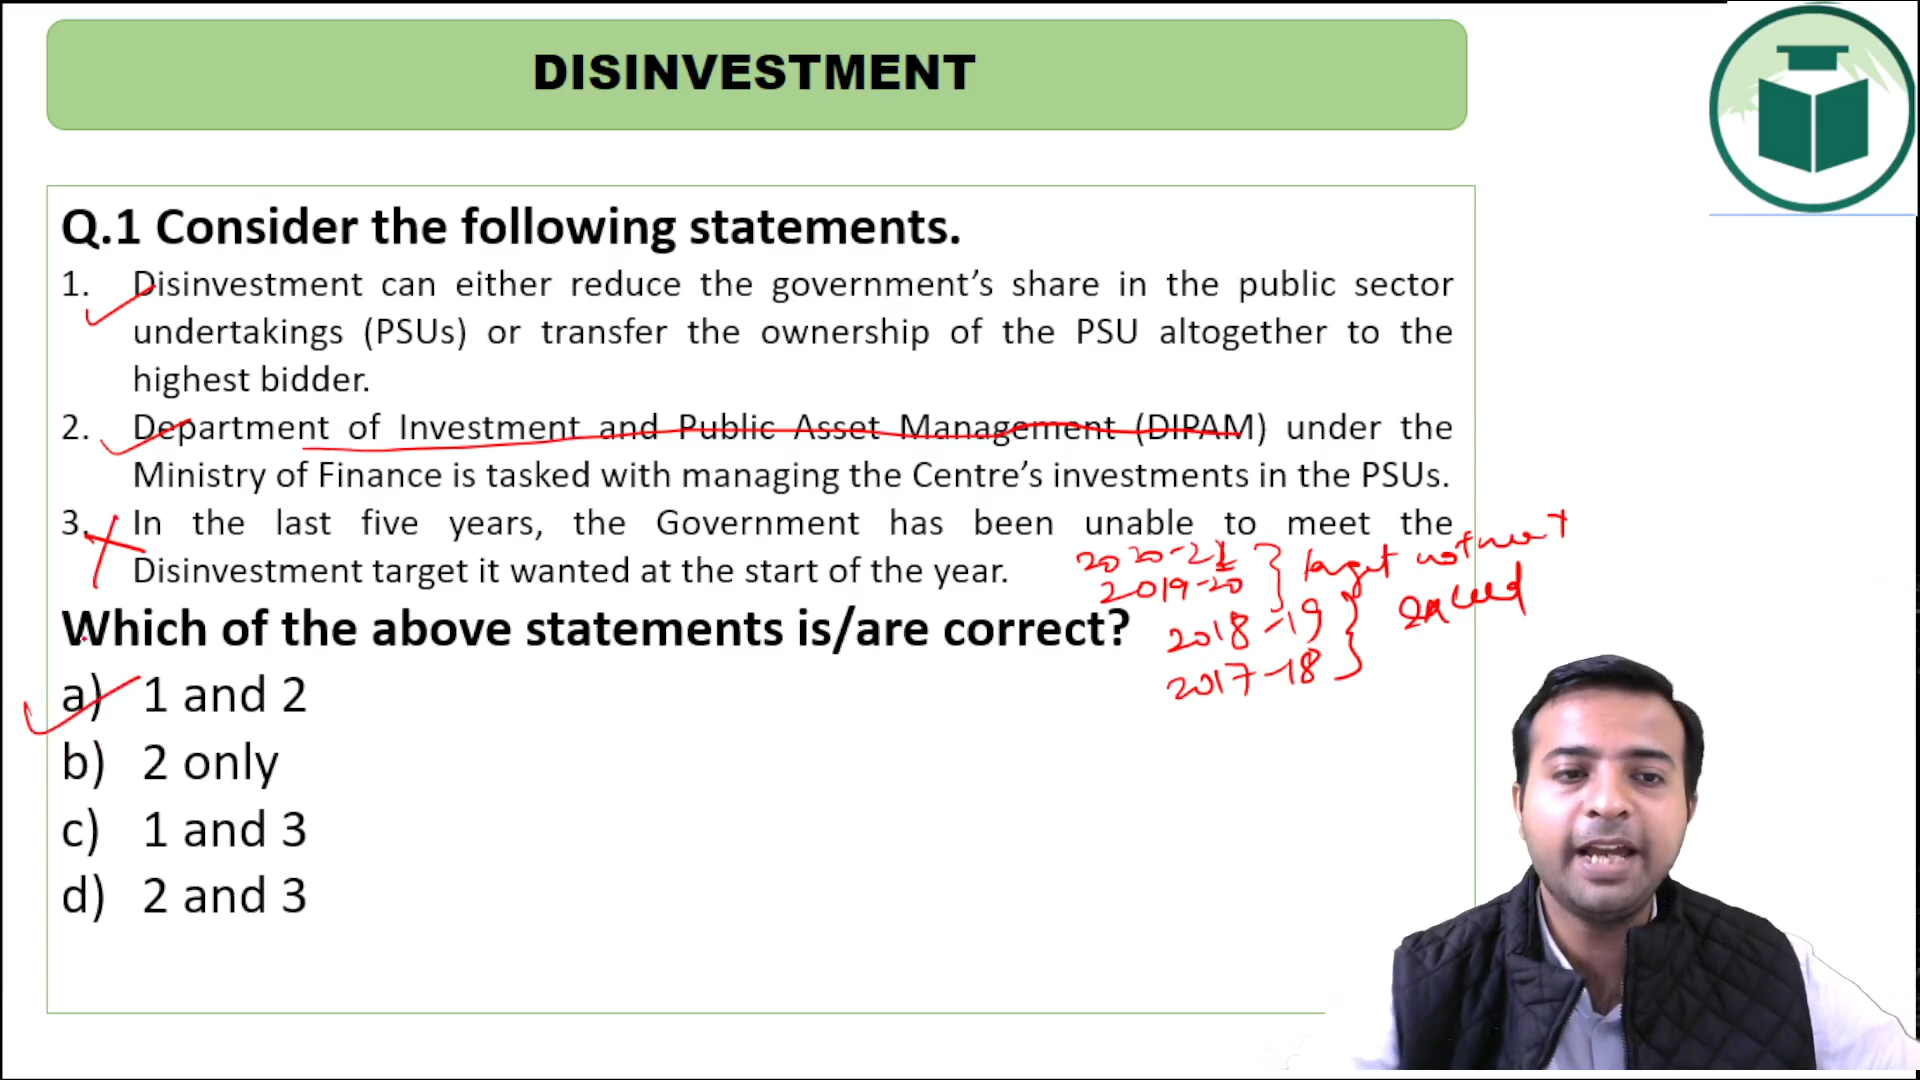 DISINVESTMENT
Q.1 Consider the following statements.
1. Disinvestment can either reduce the government’s share in the public sector
undertakings (PSUs) or transfer the ownership of the PSU altogether to the
highest bidder.
2. Department of Investment and Public Asset Management (DIPAM) under the
Ministry of Finance is tasked with managing the Centre’s investments in the PSUs.
3. In the last five years, the Government has been unable to meet the
Disinvestment target it wanted at the start of the year.
2020-21
2019-20
target not meet
2018-19
2017-18
exceed
Which of the above statements is/are correct?
a) 1 and 2
b) 2 only
c) 1 and 3
d) 2 and 3